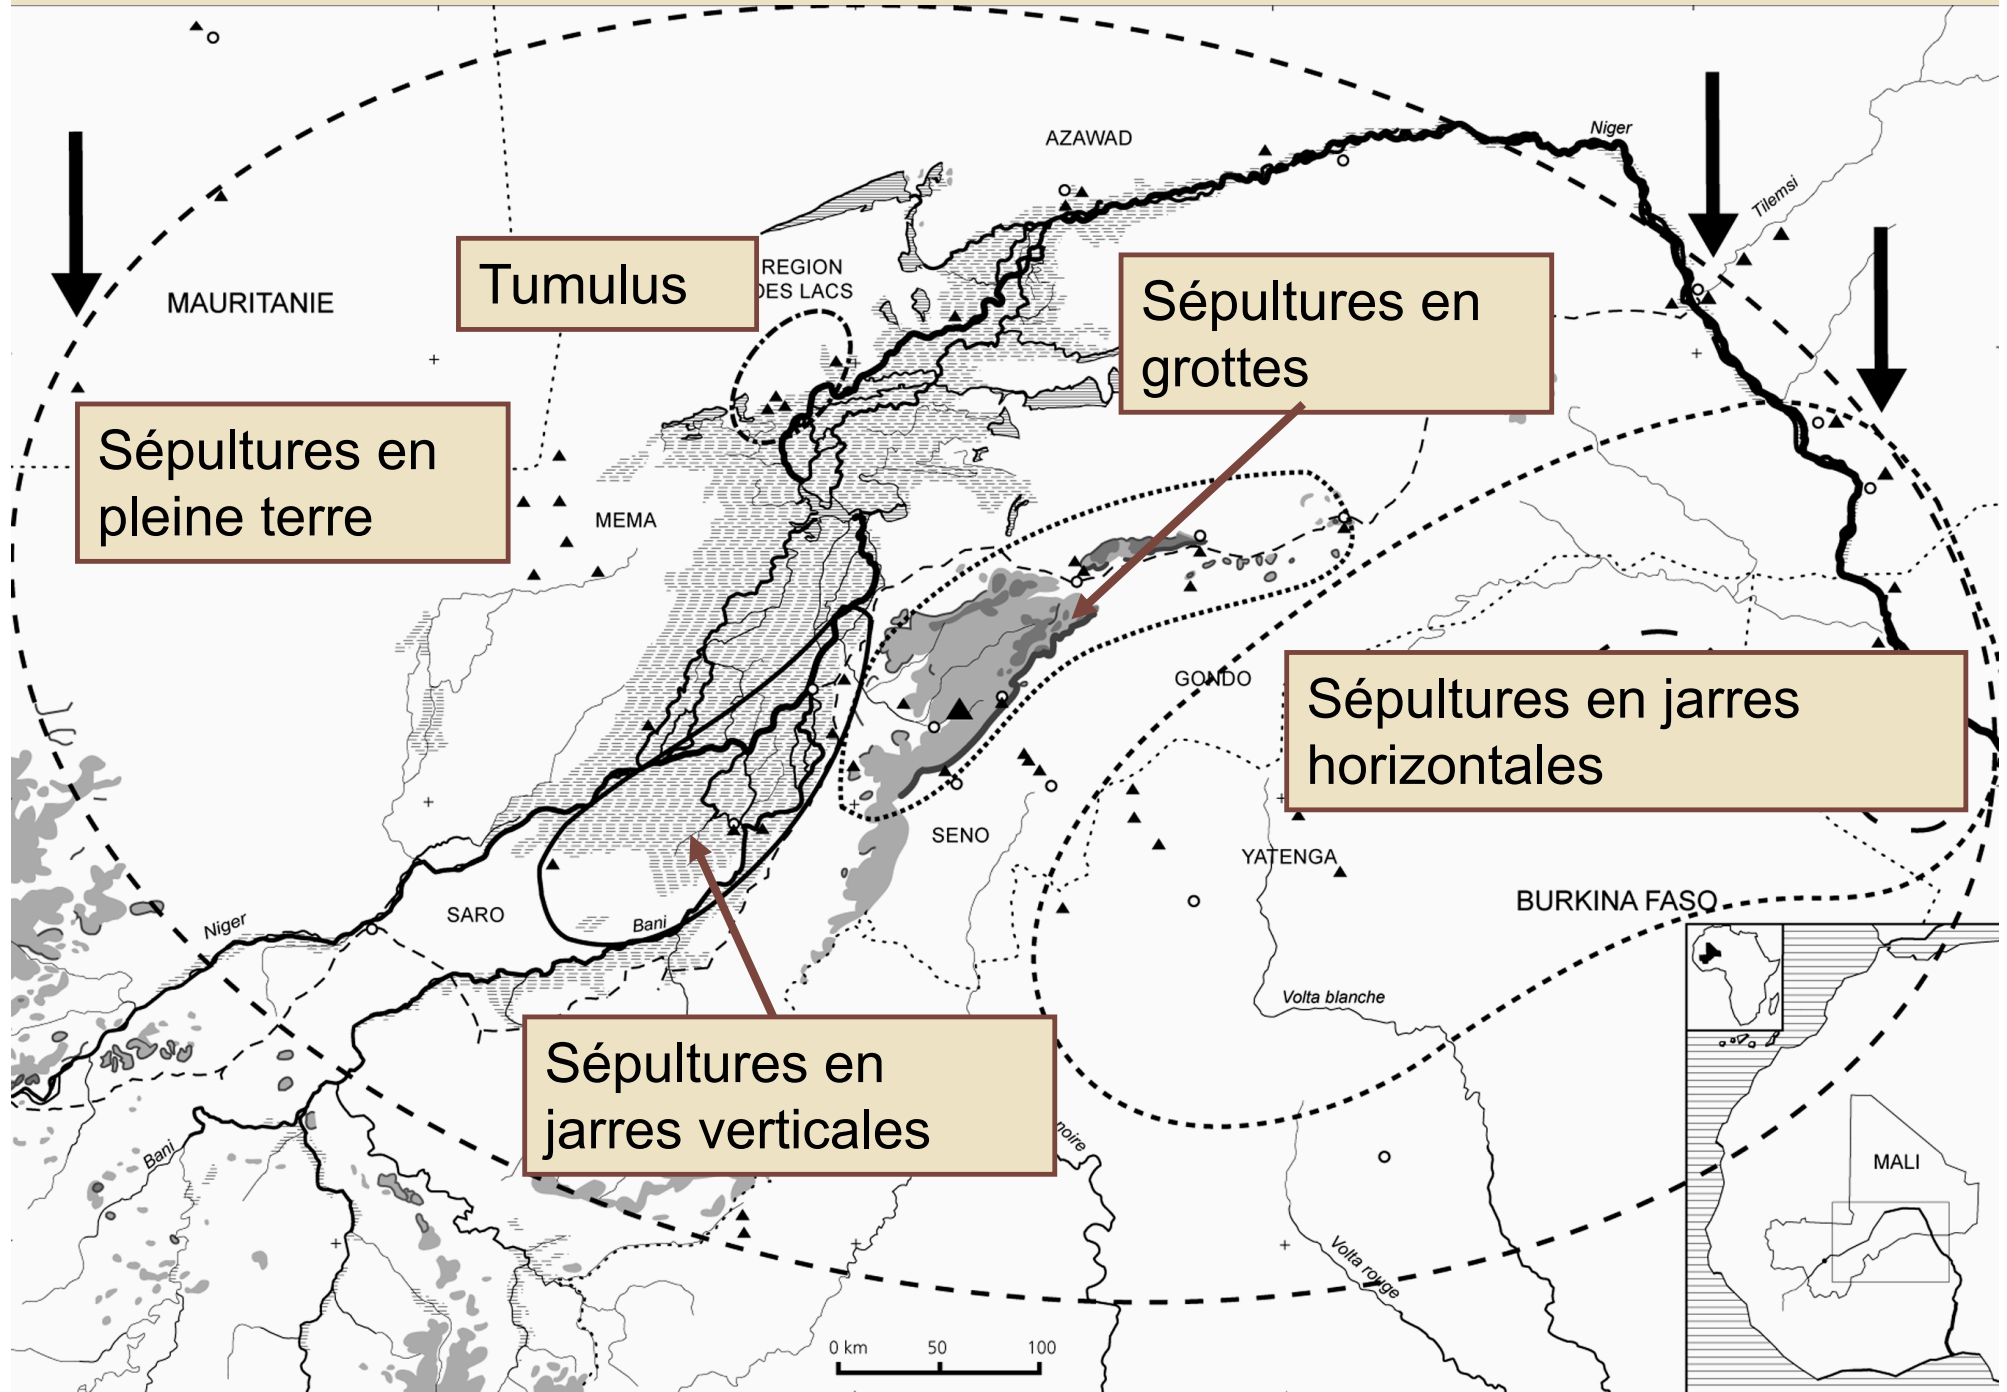 Niger
AZAWAD
Tilemsi
Tumulus
REGION
DES LACS
MAURITANIE
Sépultures en
grottes
Sépultures en
pleine terre
MEMA
GONDO
Sépultures en jarres
horizontales
SENO
YATENGA
BURKINA FASO
SARO
Niger
Bani
Volta blanche
Sépultures en
jarres verticales
noire
Bani
MALI
Volta rouge
0 km 50 100